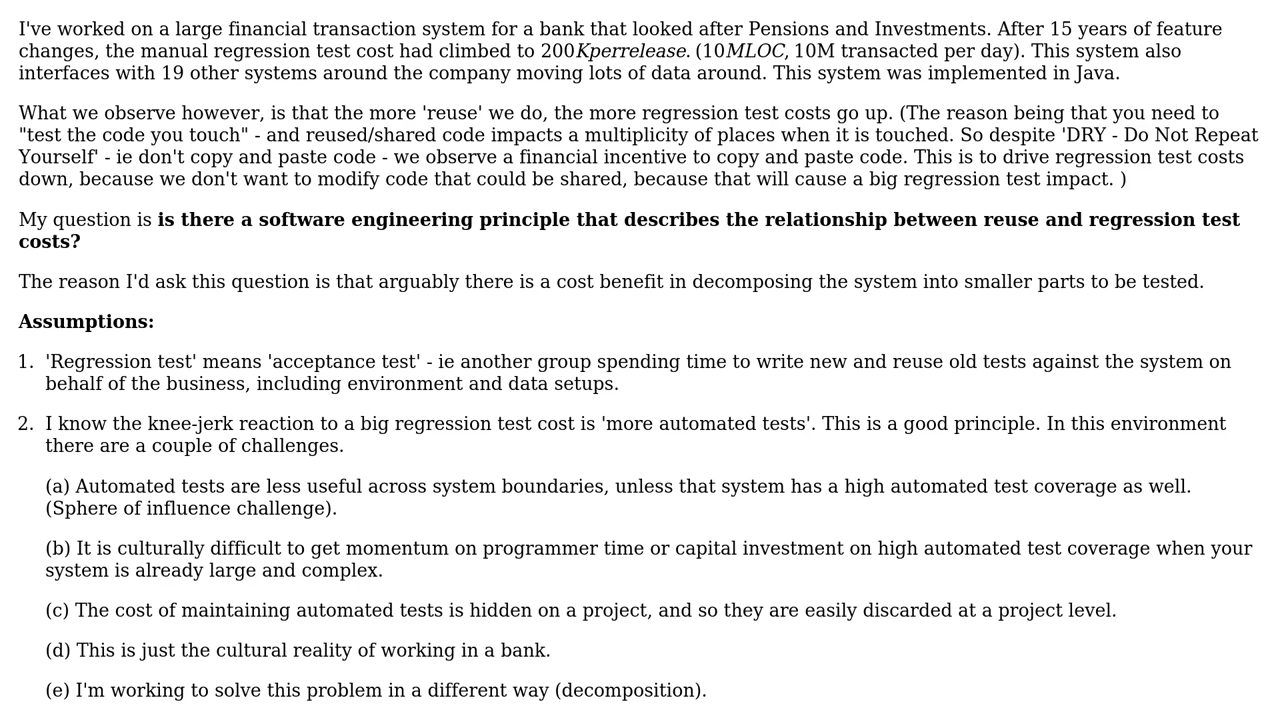 I've worked on a large financial transaction system for a bank that looked after Pensions and Investments. After 15 years of feature
changes, the manual regression test cost had climbed to 200Kperrelease. (10MLOC, 10M transacted per day). This system also
interfaces with 19 other systems around the company moving lots of data around. This system was implemented in Java.
What we observe however, is that the more 'reuse' we do, the more regression test costs go up. (The reason being that you need to
"test the code you touch" - and reused/shared code impacts a multiplicity of places when it is touched. So despite 'DRY - Do Not Repeat
Yourself' - ie don't copy and paste code - we observe a financial incentive to copy and paste code. This is to drive regression test costs
down, because we don't want to modify code that could be shared, because that will cause a big regression test impact. )
My question is is there a software engineering principle that describes the relationship between reuse and regression test
costs?
The reason I'd ask this question is that arguably there is a cost benefit in decomposing the system into smaller parts to be tested.
Assumptions:
1. 'Regression test' means 'acceptance test' - ie another group spending time to write new and reuse old tests against the system on
behalf of the business, including environment and data setups.
2. I know the knee-jerk reaction to a big regression test cost is 'more automated tests'. This is a good principle. In this environment
there are a couple of challenges.
(a) Automated tests are less useful across system boundaries, unless that system has a high automated test coverage as well.
(Sphere of influence challenge).
(b) It is culturally difficult to get momentum on programmer time or capital investment on high automated test coverage when your
system is already large and complex.
(c) The cost of maintaining automated tests is hidden on a project, and so they are easily discarded at a project level.
(d) This is just the cultural reality of working in a bank.
(e) I'm working to solve this problem in a different way (decomposition).